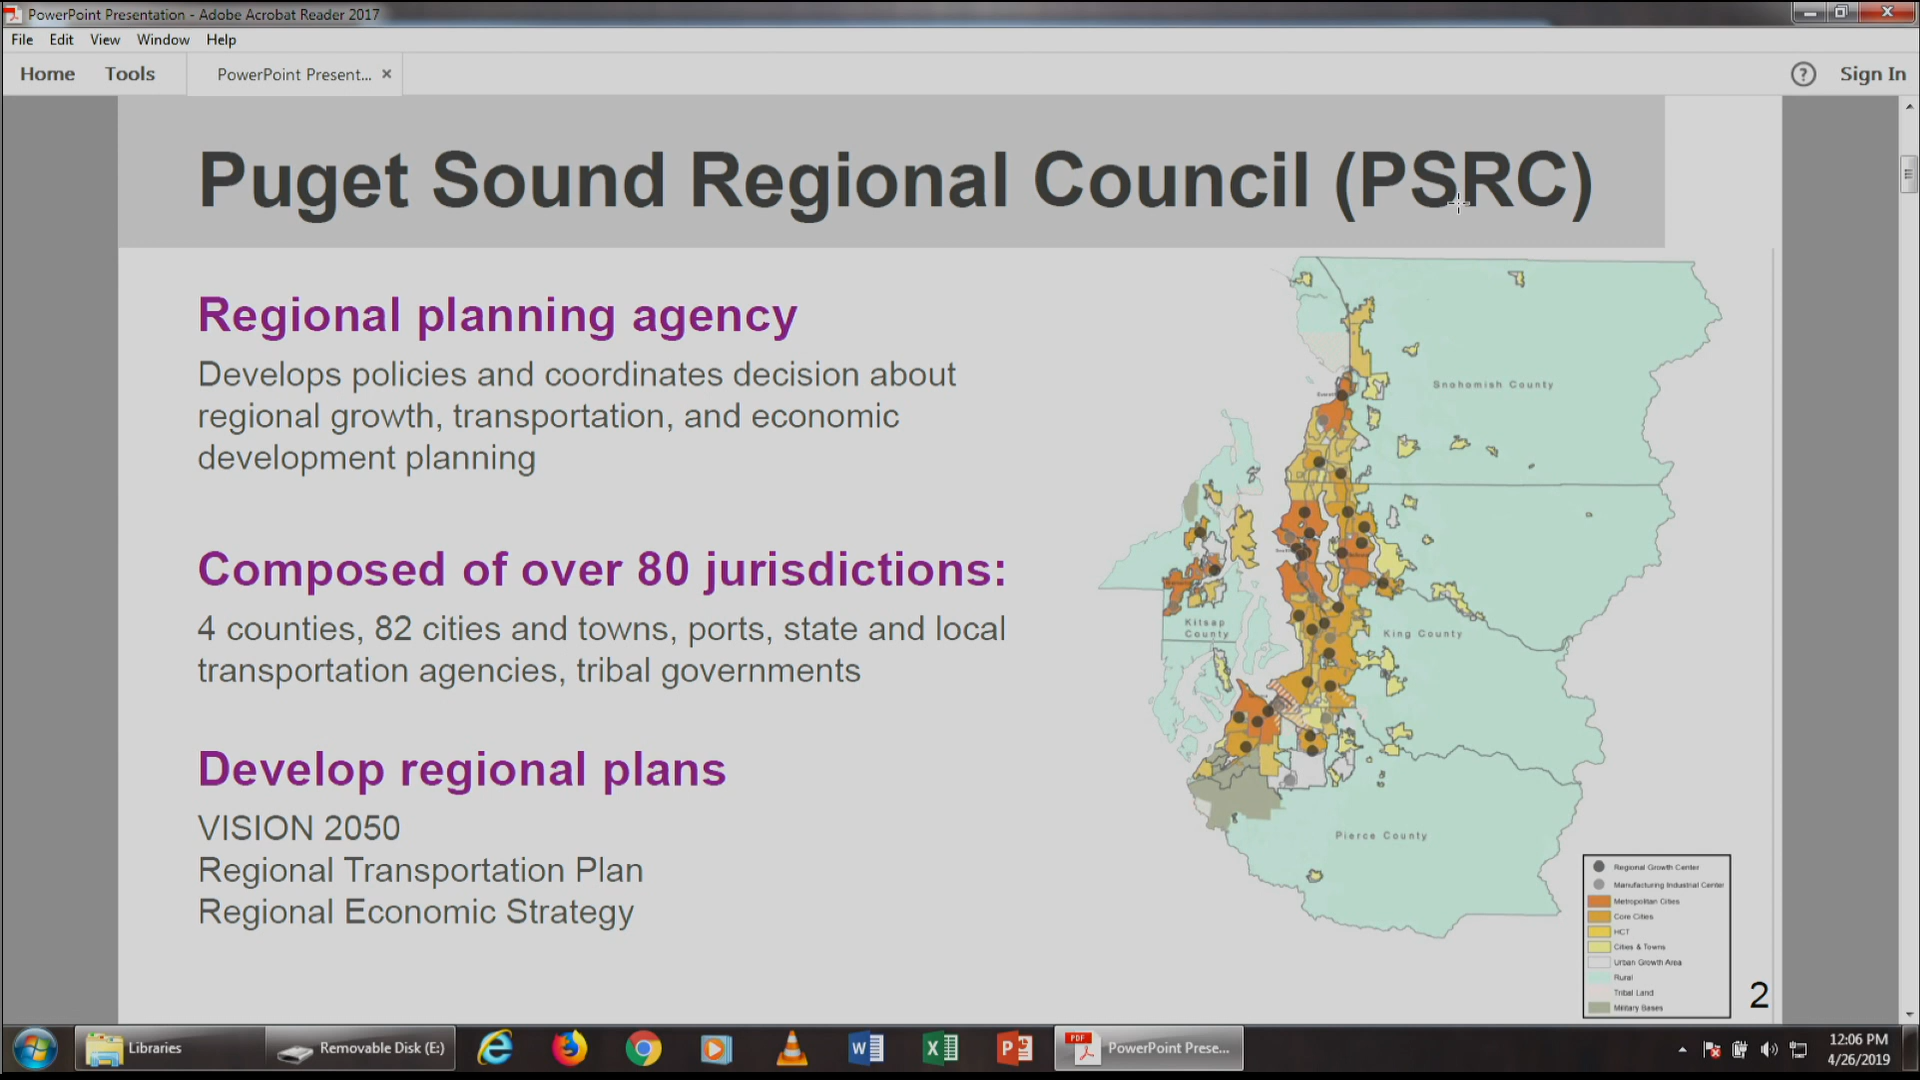 PowerPoint Presentation - Adobe Acrobat Reader 2017
File Edit View Window Help
Home Tools PowerPoint Present... × ? Sign In
Puget Sound Regional Council (PSRC)
Regional planning agency
Develops policies and coordinates decision about
regional growth, transportation, and economic
development planning
Composed of over 80 jurisdictions:
4 counties, 82 cities and towns, ports, state and local
transportation agencies, tribal governments
Develop regional plans
VISION 2050
Regional Transportation Plan
Regional Economic Strategy
Snohomish County
Kitsap
County
King County
Pierce County
Regional Growth Center
Manufacturing Industrial Center
Metropolitan Cities
Core Cities
HCT
Cities & Towns
Urban Growth Area
Rural
Tribal Land
Military Bases
2
Libraries
Removable Disk (E:)
PDF
PowerPoint Prese...
12:06 PM
4/26/2019